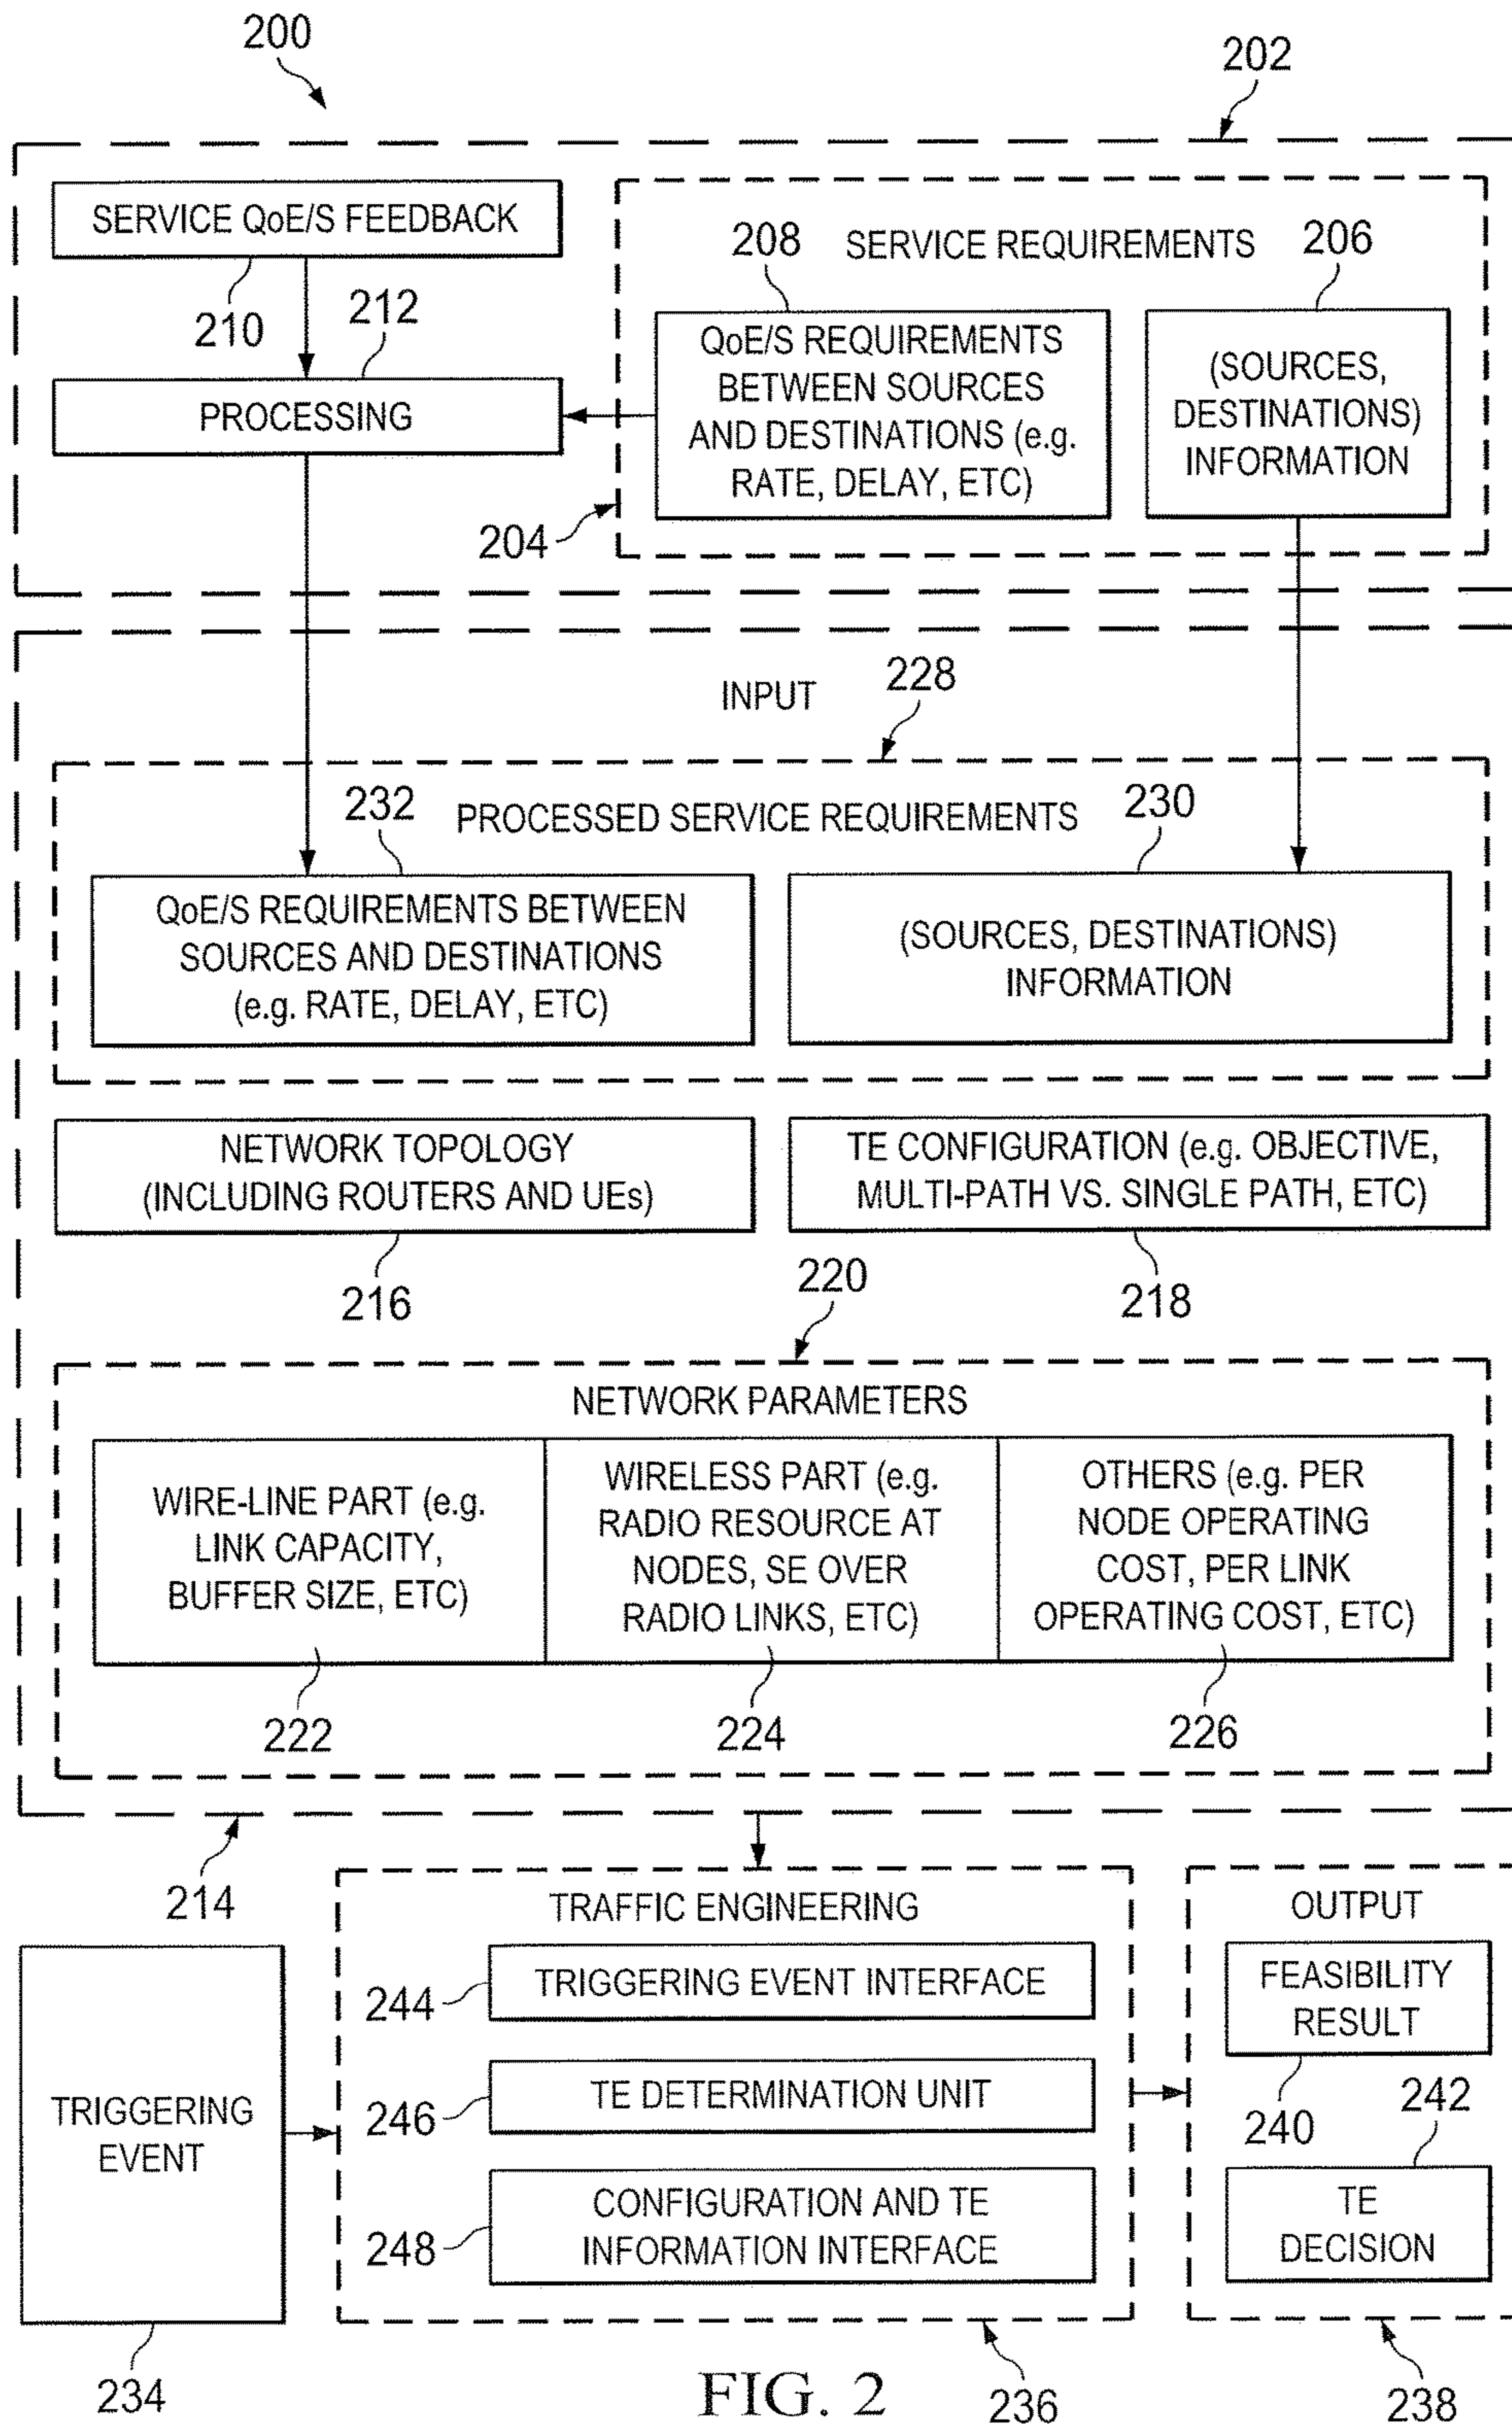 200
202
SERVICE QoE/S FEEDBACK
210
212
PROCESSING
208
SERVICE REQUIREMENTS
206
QoE/S REQUIREMENTS
BETWEEN SOURCES
AND DESTINATIONS (e.g.
RATE, DELAY, ETC)
(SOURCES,
DESTINATIONS)
INFORMATION
204
INPUT
228
232
PROCESSED SERVICE REQUIREMENTS
230
QoE/S REQUIREMENTS BETWEEN
SOURCES AND DESTINATIONS
(e.g. RATE, DELAY, ETC)
(SOURCES, DESTINATIONS)
INFORMATION
NETWORK TOPOLOGY
(INCLUDING ROUTERS AND UEs)
TE CONFIGURATION (e.g. OBJECTIVE,
MULTI-PATH VS. SINGLE PATH, ETC)
216
220
218
NETWORK PARAMETERS
WIRE-LINE PART (e.g.
LINK CAPACITY,
BUFFER SIZE, ETC)
WIRELESS PART (e.g.
RADIO RESOURCE AT
NODES, SE OVER
RADIO LINKS, ETC)
OTHERS (e.g. PER
NODE OPERATING
COST, PER LINK
OPERATING COST, ETC)
222
224
226
214
TRIGGERING
EVENT
234
TRAFFIC ENGINEERING
244
TRIGGERING EVENT INTERFACE
246
TE DETERMINATION UNIT
248
CONFIGURATION AND TE
INFORMATION INTERFACE
236
OUTPUT
FEASIBILITY
RESULT
240
242
TE
DECISION
238
FIG. 2